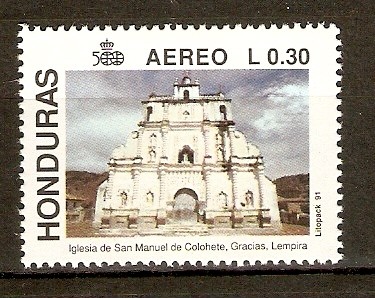 500
AEREO L 0.30
HONDURAS
Iglesia de San Manuel de Colohete, Gracias, Lempira
Litopack 91